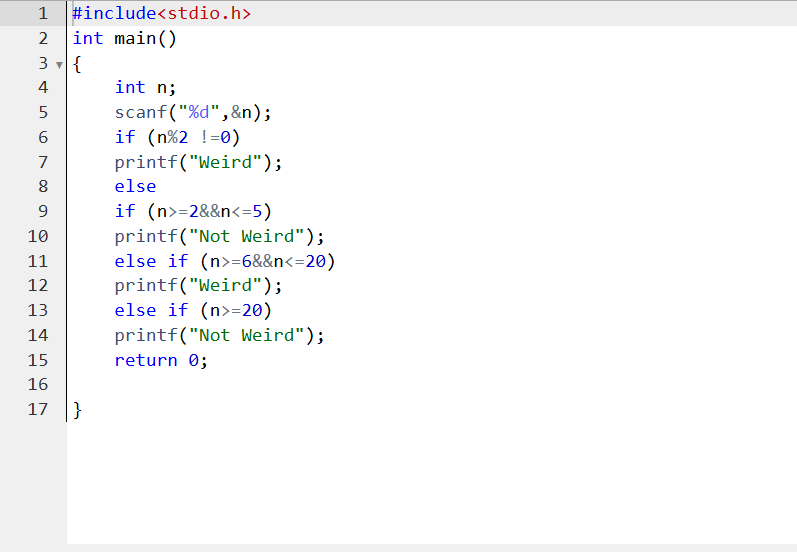 1 #include<stdio.h>
2 int main()
3 {
4     int n;
5     scanf("%d",&n);
6     if (n%2 !=0)
7     printf("Weird");
8     else
9     if (n>=2&&n<=5)
10     printf("Not Weird");
11     else if (n>=6&&n<=20)
12     printf("Weird");
13     else if (n>=20)
14     printf("Not Weird");
15     return 0;
16
17 }